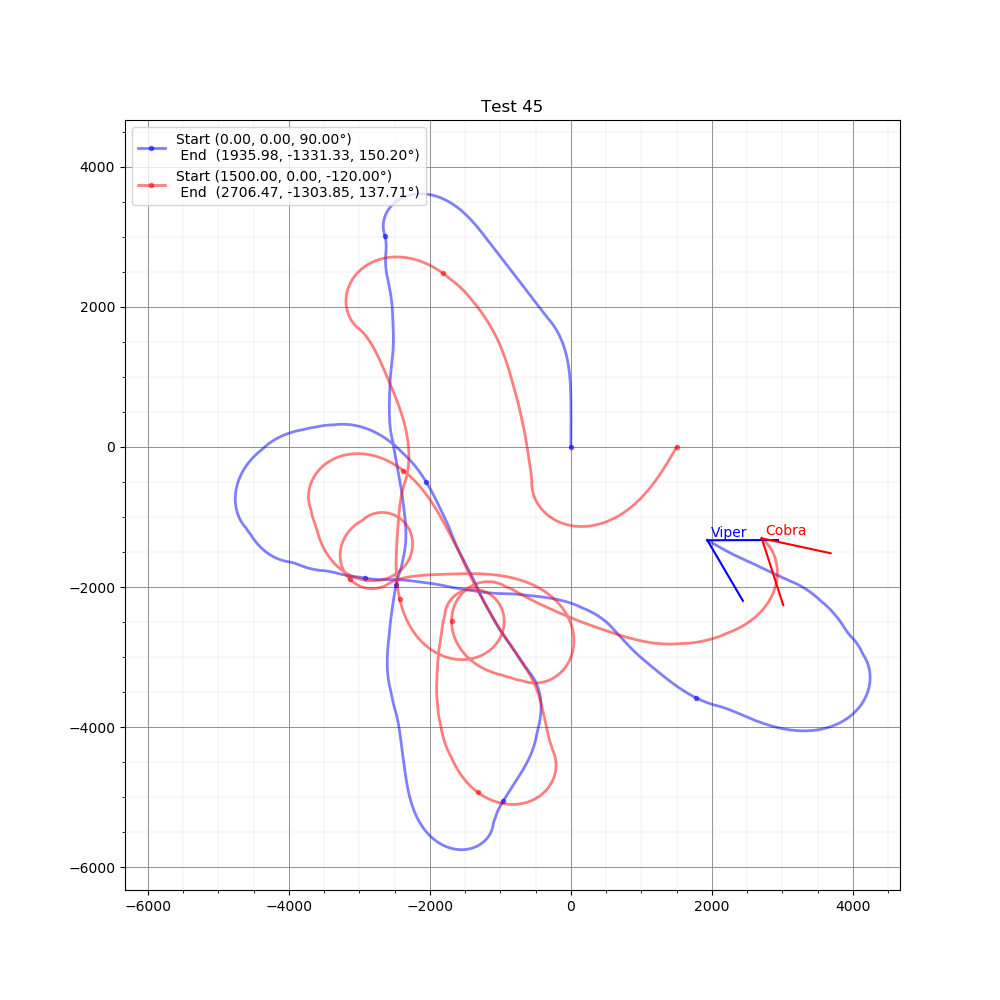 Test 45
Start (0.00, 0.00, 90.00°)
End (1935.98, -1331.33, 150.20°)
Start (1500.00, 0.00, -120.00°)
End (2706.47, -1303.85, 137.71°)
4000
2000
0
−2000
−4000
−6000
Viper
Cobra
−6000 −4000 −2000 0 2000 4000